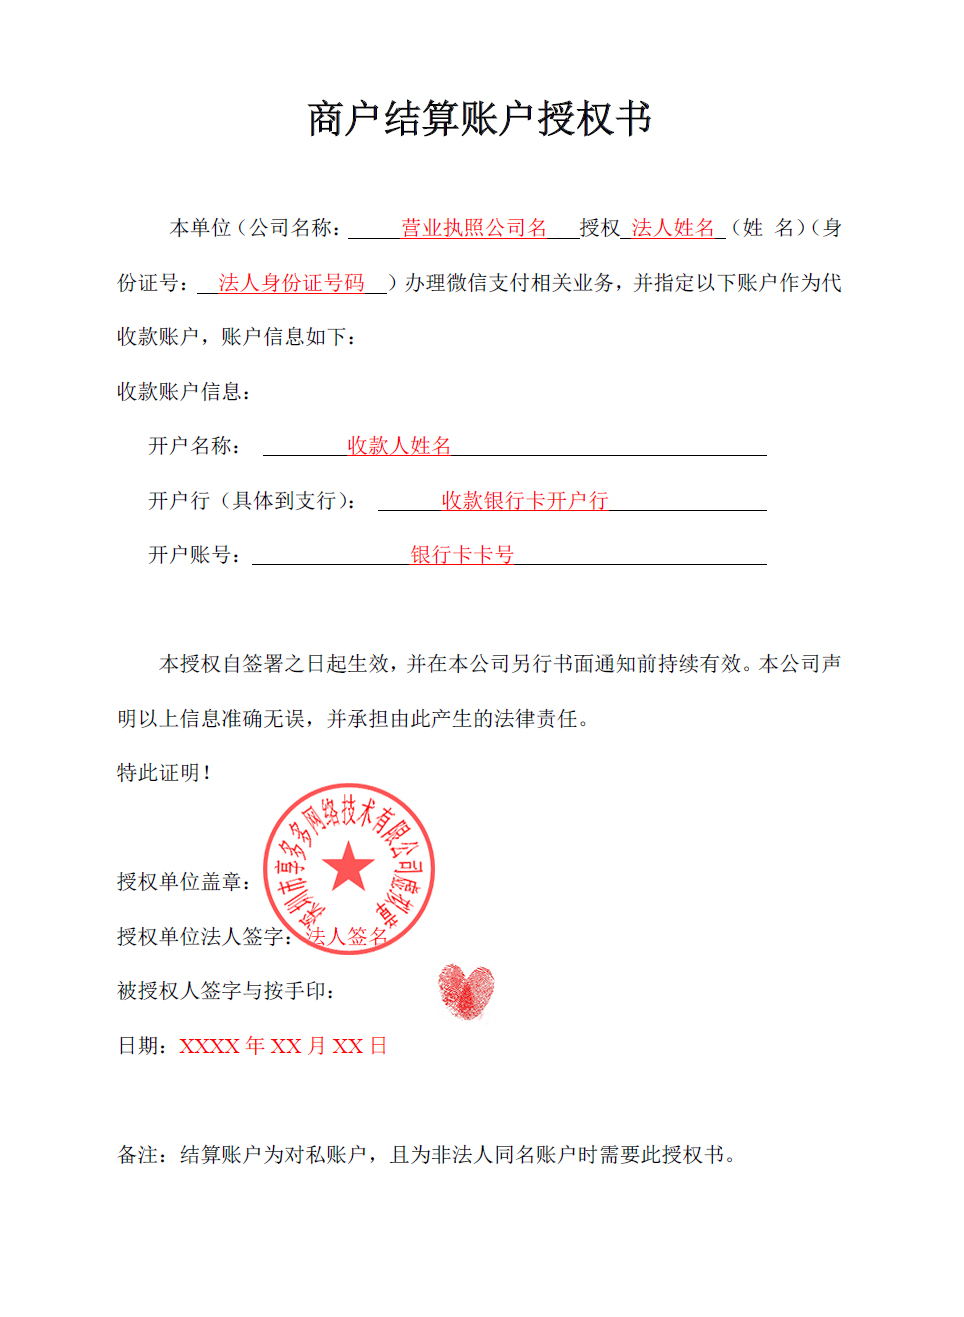 商户结算账户授权书
本单位（公司名称： 营业执照公司名 授权 法人姓名 （姓 名）（身
份证号： 法人身份证号码 ）办理微信支付相关业务，并指定以下账户作为代
收款账户，账户信息如下：
收款账户信息：
开户名称： 收款人姓名
开户行（具体到支行）： 收款银行卡开户行
开户账号： 银行卡卡号
本授权自签署之日起生效，并在本公司另行书面通知前持续有效。本公司声
明以上信息准确无误，并承担由此产生的法律责任。
特此证明！
深圳市享多多网络技术有限公司
授权单位盖章：
授权单位法人签字： 法人签名
被授权人签字与按手印：
日期：XXXX 年 XX 月 XX 日
备注：结算账户为对私账户，且为非法人同名账户时需要此授权书。